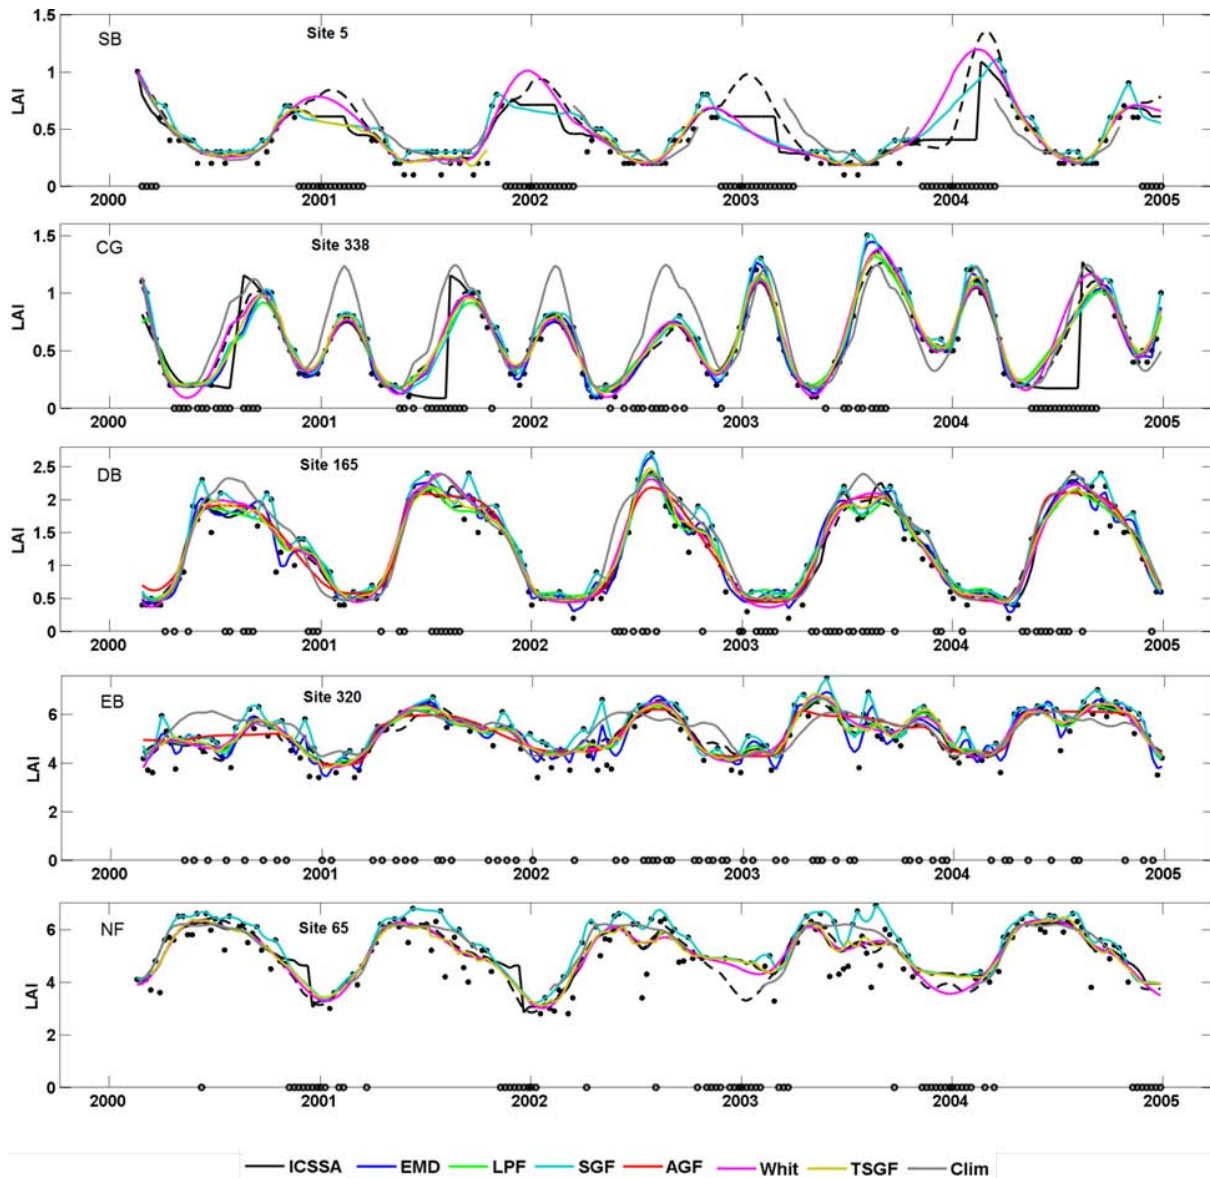 1.5
SB
Site 5
1
LAI
0.5
0
2000 2001 2002 2003 2004 2005
1.5
CG
Site 338
1
LAI
0.5
0
2000 2001 2002 2003 2004 2005
DB
Site 165
2.5
2
LAI
1.5
1
0.5
0
2000 2001 2002 2003 2004 2005
EB
Site 320
6
LAI
4
2
0
2000 2001 2002 2003 2004 2005
NF
Site 65
6
LAI
4
2
0
2000 2001 2002 2003 2004 2005
ICSSA EMD LPF SGF AGF Whit TSGF Clim